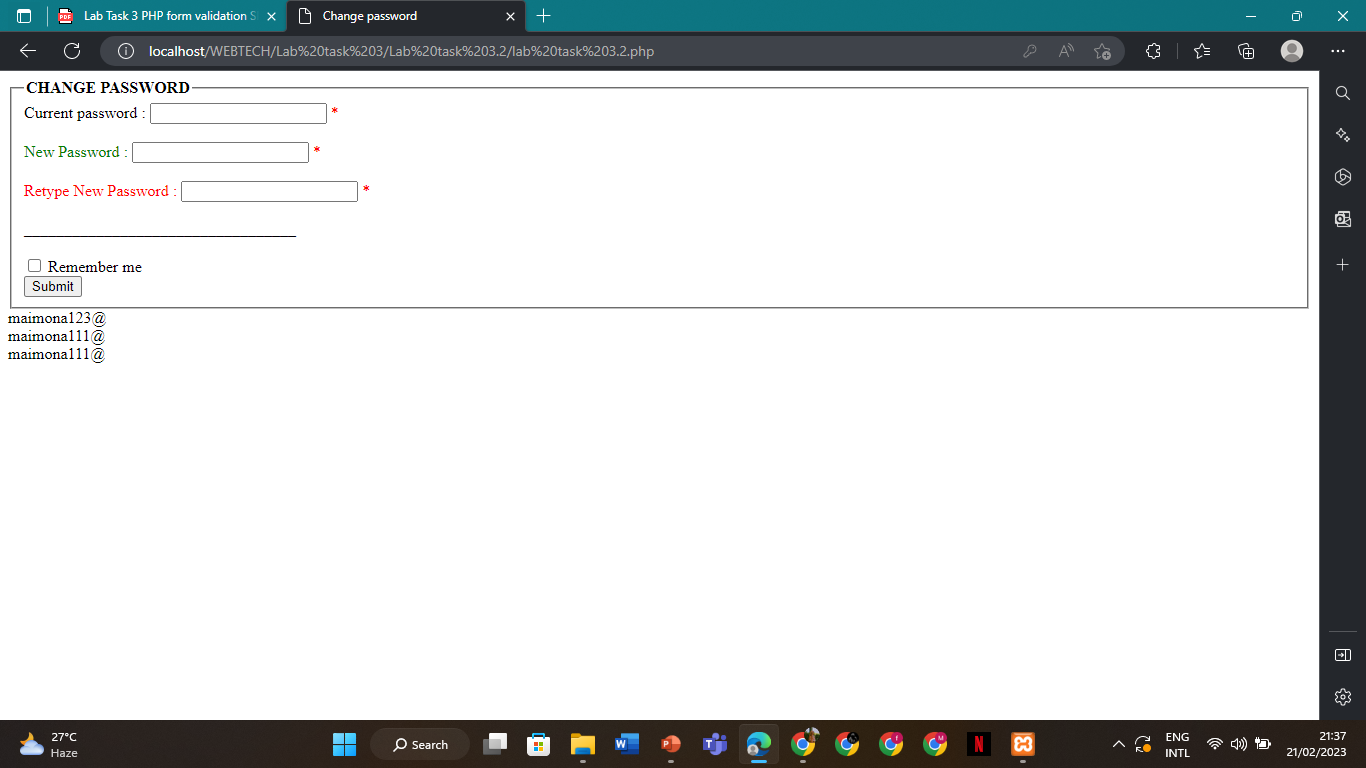 Lab Task 3 PHP form validation S
Change password
localhost/WEBTECH/Lab%20task%203/Lab%20task%203.2/lab%20task%203.2.php
CHANGE PASSWORD
Current password : *
New Password : *
Retype New Password : *
Remember me
Submit
maimona123@
maimona111@
maimona111@
27°C
Haze
Search
ENG
INTL
21:37
21/02/2023